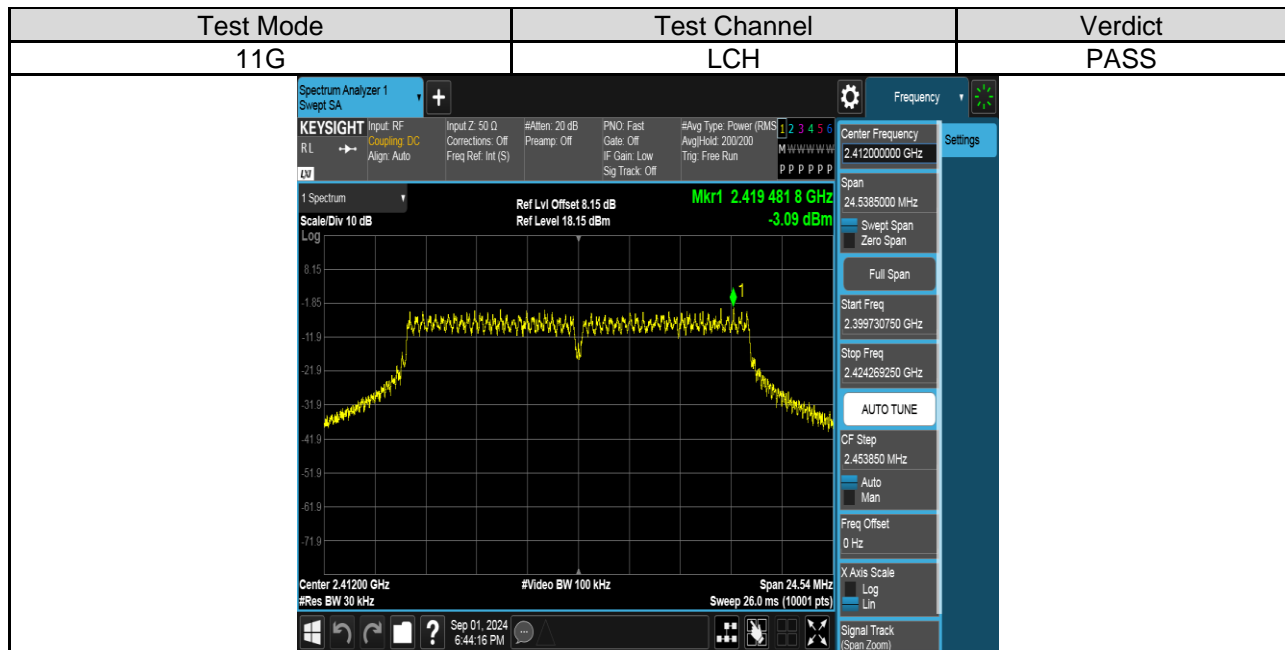 Test Mode Test Channel Verdict
11G LCH PASS
Spectrum Analyzer 1
Swept SA
+
Frequency
KEYSIGHT Input: RF Input Z: 50 Ω #Atten: 20 dB PNO: Fast #Avg Type: Power (RMS 1 2 3 4 5 6
RL Coupling: DC Corrections: Off Preamp: Off Gate: Off Avg|Hold: 200/200 M W W W W W
Align: Auto Freq Ref: Int (S) IF Gain: Low Trig: Free Run
LXI Sig Track: Off P P P P P P
Center Frequency
2.412000000 GHz
Settings
1 Spectrum
Ref Lvl Offset 8.15 dB Mkr1 2.419 481 8 GHz
Scale/Div 10 dB Ref Level 18.15 dBm -3.09 dBm
Log
8.15
-1.85
1
-11.9
-21.9
-31.9
-41.9
-51.9
-61.9
-71.9
Center 2.41200 GHz #Video BW 100 kHz Span 24.54 MHz
#Res BW 30 kHz Sweep 26.0 ms (10001 pts)
Span
24.5385000 MHz
Swept Span
Zero Span
Full Span
Start Freq
2.399730750 GHz
Stop Freq
2.424269250 GHz
AUTO TUNE
CF Step
2.453850 MHz
Auto
Man
Freq Offset
0 Hz
X Axis Scale
Log
Lin
Signal Track
(Span Zoom)
?
Sep 01, 2024
6:44:16 PM